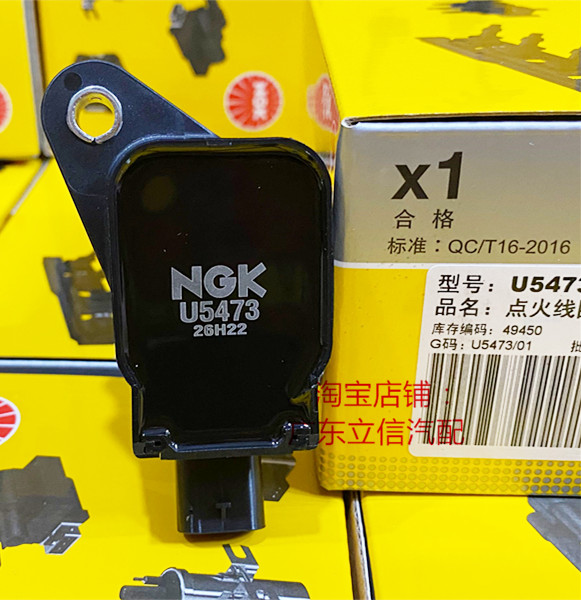 NGK
x1
合格
标准：QC/T16-2016
型号：U5473
品名：点火线
库存编码：49450
G码：U5473/01
NGK
U5473
26H22
淘宝店铺：
东立信汽配
T